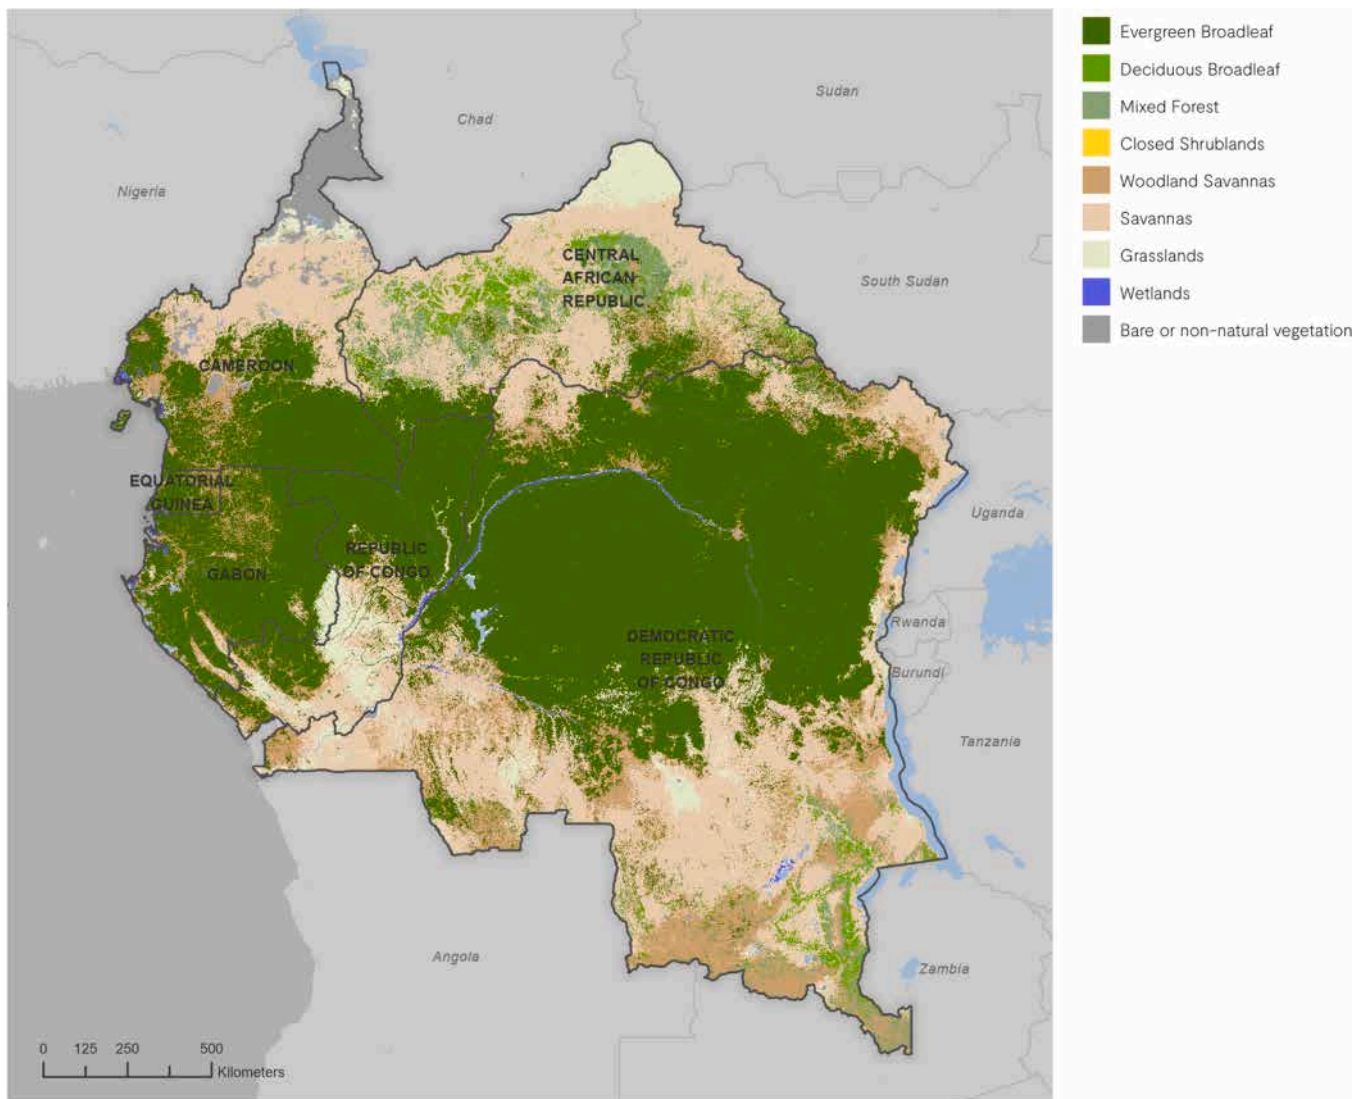 Evergreen Broadleaf
Deciduous Broadleaf
Mixed Forest
Closed Shrublands
Woodland Savannas
Savannas
Grasslands
Wetlands
Bare or non-natural vegetation
Sudan
Chad
Nigeria
CENTRAL
AFRICAN
REPUBLIC
South Sudan
CAMEROON
EQUATORIAL
GUINEA
Uganda
REPUBLIC
OF CONGO
GABON
Rwanda
DEMOCRATIC
REPUBLIC
OF CONGO
Burundi
Tanzania
Angola
Zambia
0 125 250 500
Kilometers